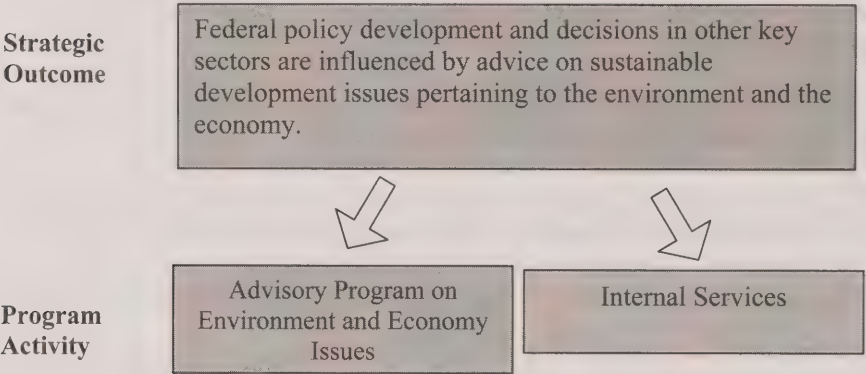 Strategic
Outcome
Federal policy development and decisions in other key
sectors are influenced by advice on sustainable
development issues pertaining to the environment and the
economy.
Program
Activity
Advisory Program on
Environment and Economy
Issues
Internal Services